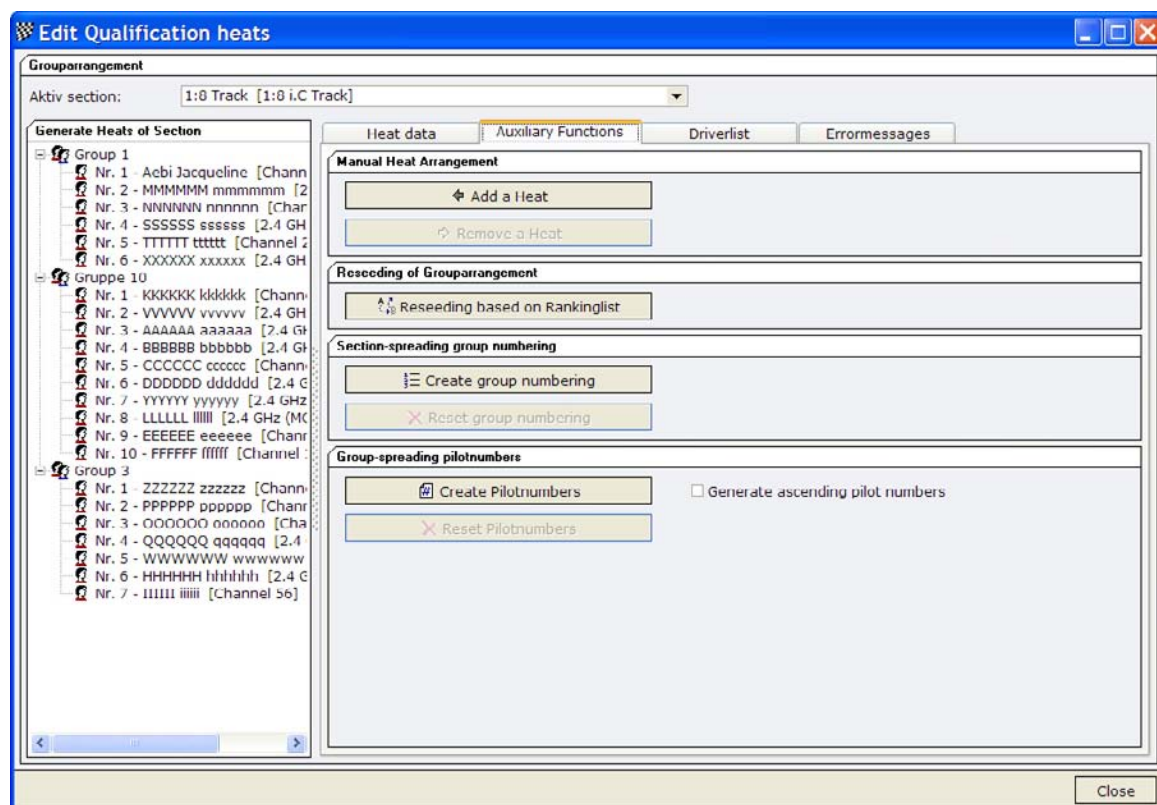 Edit Qualification heats
Grouparrangement
Aktiv section: 1:8 Track [1:8 i.C Track]
Generate Heats of Section
Group 1
Nr. 1 - Aebi Jacqueline [Chann
Nr. 2 - MMMMMM mmmmmm [2
Nr. 3 - NNNNNN nnnnnn [Char
Nr. 4 - SSSSSS ssssss [2.4 GH
Nr. 5 - TTTTTT tttttt [Channel 2
Nr. 6 - XXXXXX xxxxxx [2.4 GH
Gruppe 10
Nr. 1 - KKKKKK kkkkkk [Chann
Nr. 2 - VVVVVV vvvvvv [2.4 GH
Nr. 3 - AAAAAA aaaaaa [2.4 GH
Nr. 4 - BBBBBB bbbbbb [2.4 GH
Nr. 5 - CCCCCC cccccc [Chann
Nr. 6 - DDDDDD dddddd [2.4 G
Nr. 7 - YYYYYY yyyyyy [2.4 GHz
Nr. 8 - LLLLLL llllll [2.4 GHz (MC
Nr. 9 - EEEEEE eeeeee [Chanr
Nr. 10 - FFFFFF ffffff [Channel
Group 3
Nr. 1 - ZZZZZZ zzzzzz [Chann
Nr. 2 - PPPPPP pppppp [Chanr
Nr. 3 - OOOOOO oooooo [Cha
Nr. 4 - QQQQQQ qqqqqq [2.4
Nr. 5 - WWWWWW wwwwww
Nr. 6 - HHHHHH hhhhhh [2.4 G
Nr. 7 - IIIIII iiiiii [Channel 56]
Heat data
Auxiliary Functions
Driverlist
Errormessages
Manual Heat Arrangement
Add a Heat
Remove a Heat
Reseeding of Grouparrangement
Reseeding based on Rankinglist
Section-spreading group numbering
Create group numbering
Reset group numbering
Group-spreading pilotnumbers
Create Pilotnumbers
Generate ascending pilot numbers
Reset Pilotnumbers
Close